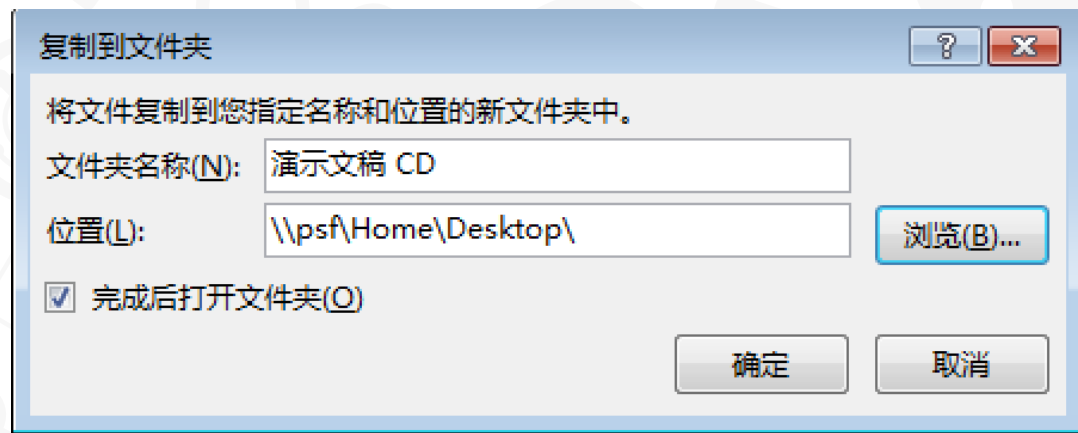 复制到文件夹
将文件复制到您指定名称和位置的新文件夹中。
文件夹名称(N): 演示文稿 CD
位置(L): \\psf\Home\Desktop\ 浏览(B)...
完成后打开文件夹(O)
确定 取消